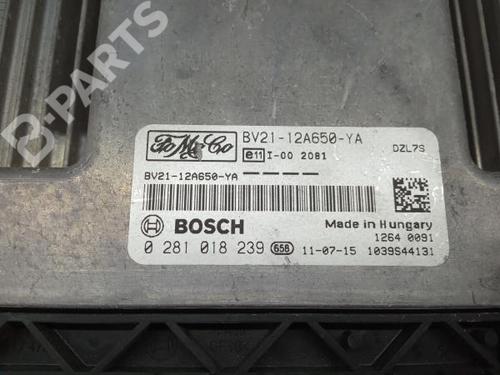 B-PARTS
FoMoCo BV21-12A650-YA
e11 I-00 2081 DZL7S
BV21-12A650-YA ————
BOSCH Made in Hungary
1264 0091
0 281 018 239 658 11-07-15 1039S44131